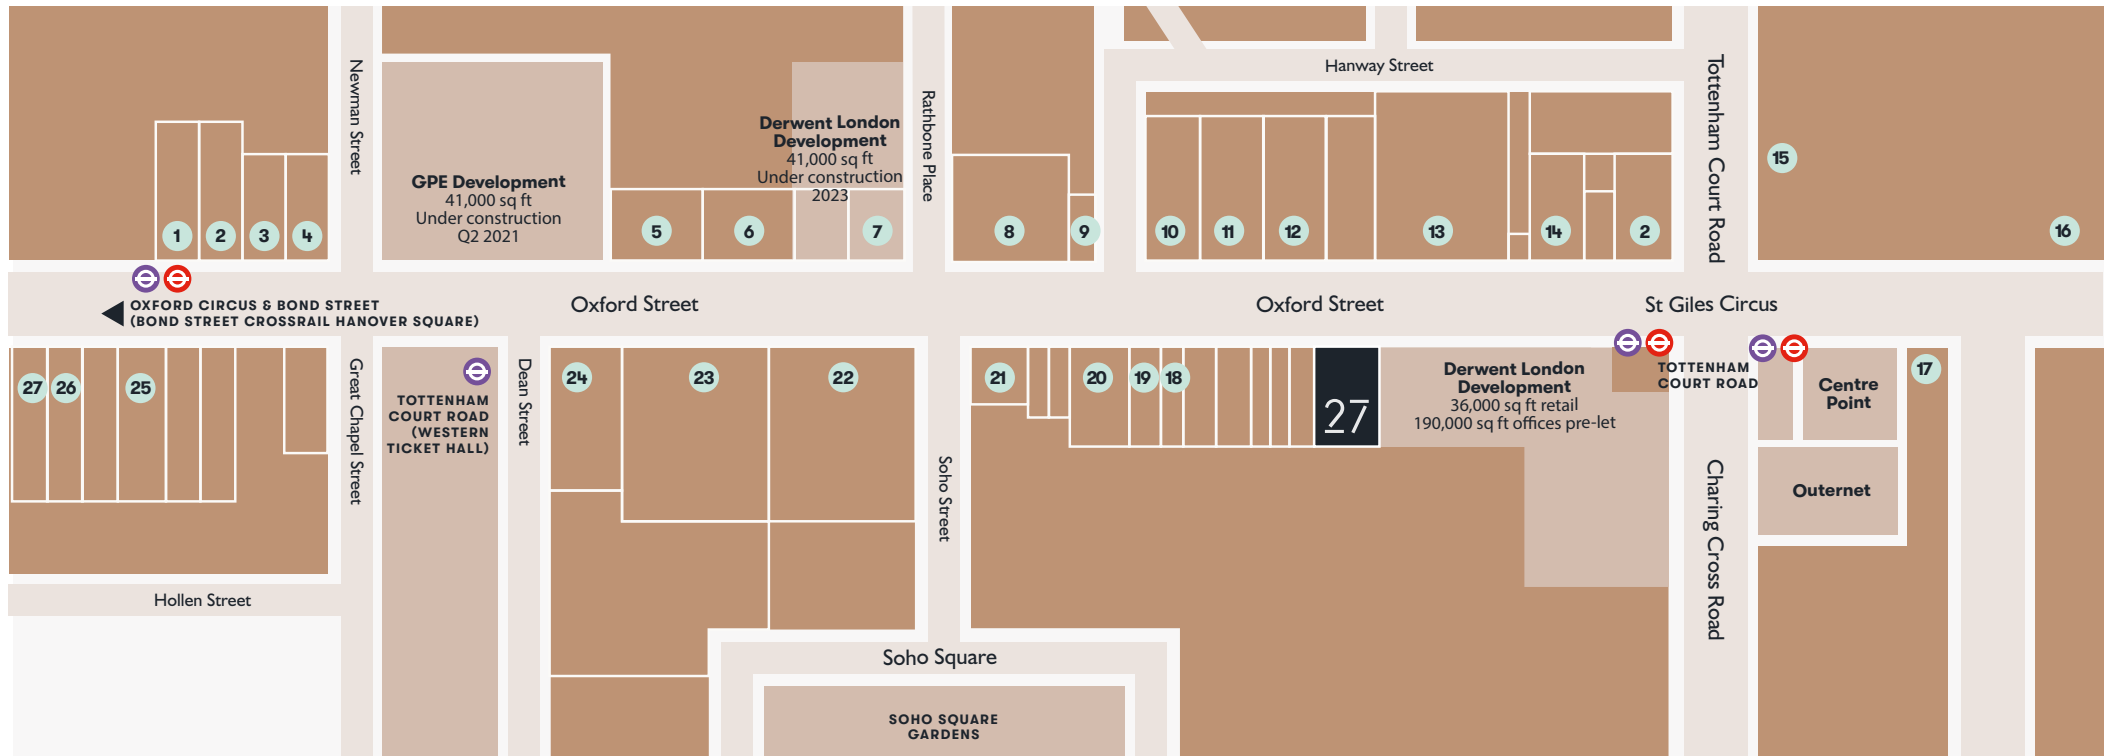 Newman Street
Rathbone Place
Hanway Street
Tottenham Court Road
GPE Development
41,000 sq ft
Under construction
Q2 2021
Derwent London
Development
41,000 sq ft
Under construction
2023
1
2
3
4
5
6
7
8
9
10
11
12
13
14
2
15
16
OXFORD CIRCUS & BOND STREET
(BOND STREET CROSSRAIL HANOVER SQUARE)
Oxford Street
Oxford Street
St Giles Circus
27
26
25
Great Chapel Street
TOTTENHAM
COURT ROAD
(WESTERN
TICKET HALL)
Dean Street
24
23
22
Soho Street
21
20
19
18
27
Derwent London
Development
36,000 sq ft retail
190,000 sq ft offices pre-let
TOTTENHAM
COURT ROAD
Charing Cross Road
Centre
Point
17
Outernet
Hollen Street
Soho Square
SOHO SQUARE
GARDENS